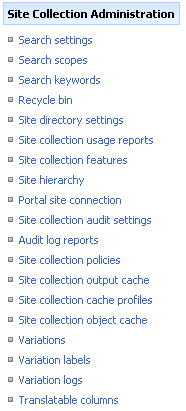 Site Collection Administration
Search settings
Search scopes
Search keywords
Recycle bin
Site directory settings
Site collection usage reports
Site collection features
Site hierarchy
Portal site connection
Site collection audit settings
Audit log reports
Site collection policies
Site collection output cache
Site collection cache profiles
Site collection object cache
Variations
Variation labels
Variation logs
Translatable columns